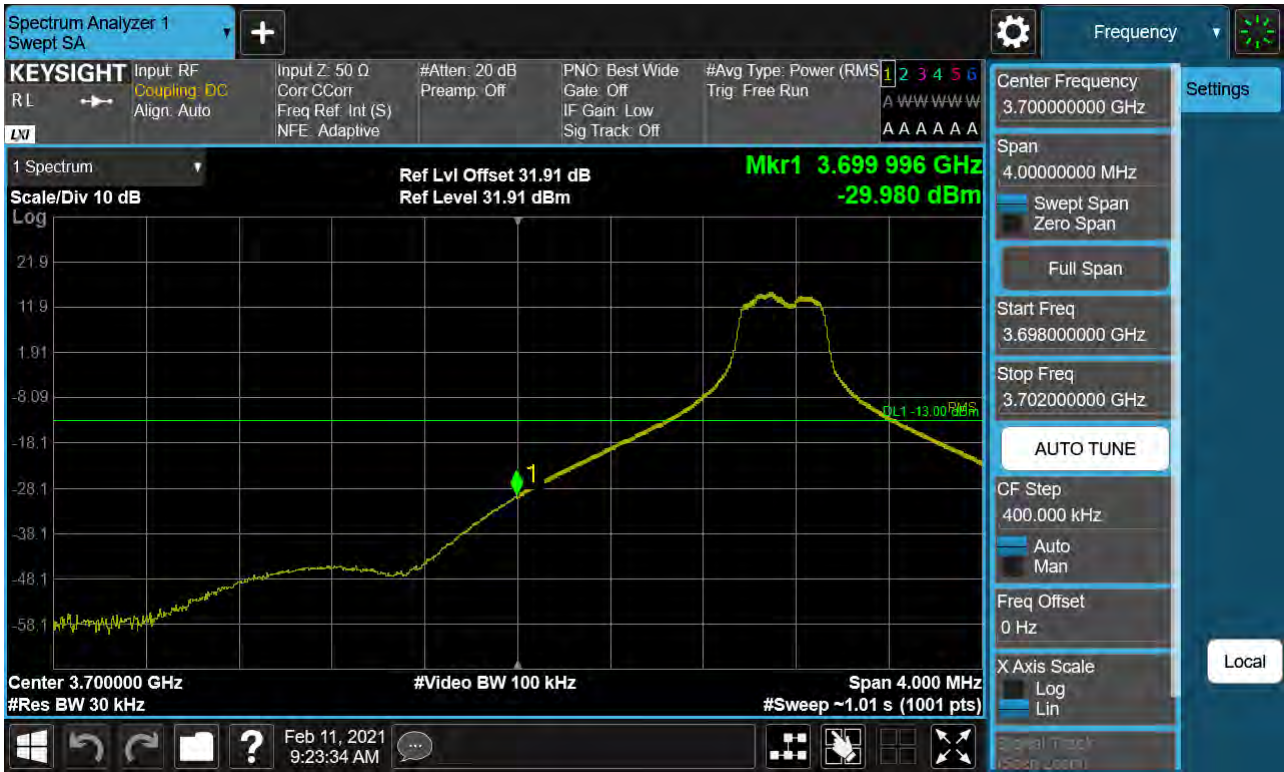 Spectrum Analyzer 1
Swept SA
+
Frequency
KEYSIGHT
RL
LXI
Input: RF
Coupling: DC
Align: Auto
Input Z: 50 Ω
Corr CCorr
Freq Ref: Int (S)
NFE: Adaptive
#Atten: 20 dB
Preamp: Off
PNO: Best Wide
Gate: Off
IF Gain: Low
Sig Track: Off
#Avg Type: Power (RMS
Trig: Free Run
1 2 3 4 5 6
A W W W W W
A A A A A A
1 Spectrum
Scale/Div 10 dB
Log
Ref Lvl Offset 31.91 dB
Ref Level 31.91 dBm
Mkr1 3.699 996 GHz
-29.980 dBm
21.9
11.9
1.91
-8.09
-18.1
-28.1
-38.1
-48.1
-58.1
DL1 -13.00 dBm
RMS
1
Center 3.700000 GHz
#Res BW 30 kHz
#Video BW 100 kHz
Span 4.000 MHz
#Sweep ~1.01 s (1001 pts)
Center Frequency
3.700000000 GHz
Settings
Span
4.00000000 MHz
Swept Span
Zero Span
Full Span
Start Freq
3.698000000 GHz
Stop Freq
3.702000000 GHz
AUTO TUNE
CF Step
400.000 kHz
Auto
Man
Freq Offset
0 Hz
X Axis Scale
Log
Lin
Signal Track
(Span Zoom)
Local
?
Feb 11, 2021
9:23:34 AM